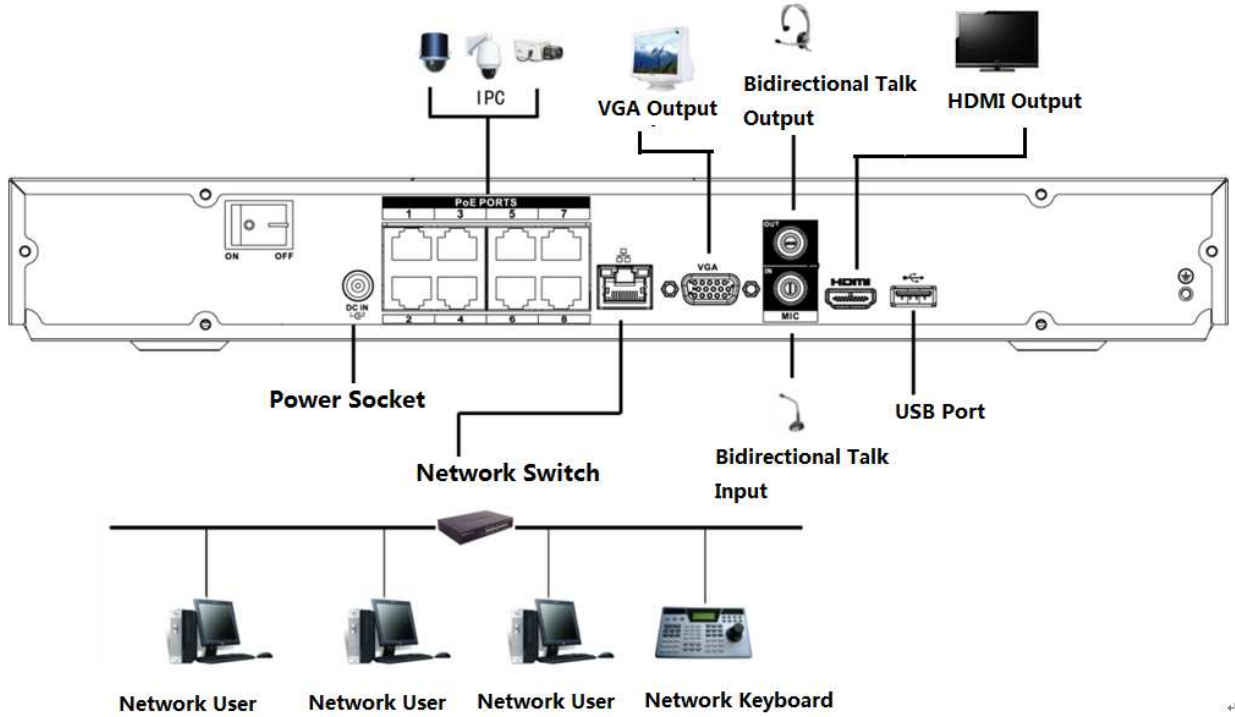 IPC
VGA Output
Bidirectional Talk
Output
HDMI Output
PoE PORTS
1 3 5 7
ON OFF
DC IN
2 4 6 8
VGA
OUT
IN
MIC
HDMI
Power Socket
Network Switch
USB Port
Bidirectional Talk
Input
Network User
Network User
Network User
Network Keyboard